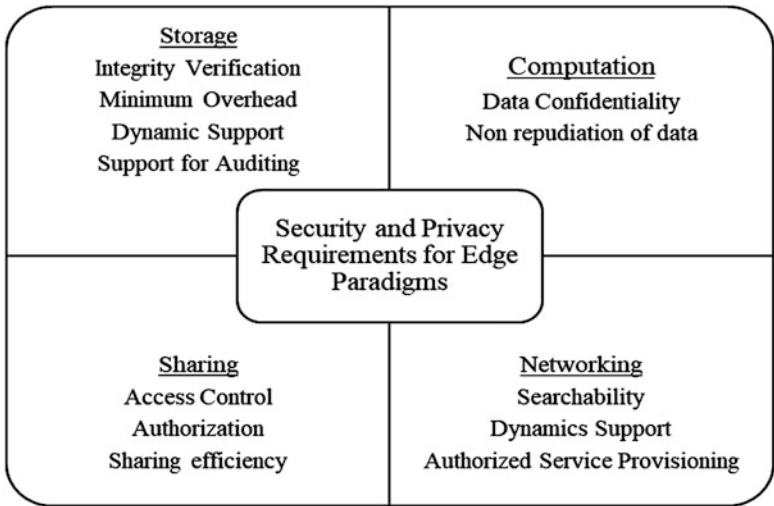 Storage
Integrity Verification
Minimum Overhead
Dynamic Support
Support for Auditing
Computation
Data Confidentiality
Non repudiation of data
Security and Privacy
Requirements for Edge
Paradigms
Sharing
Access Control
Authorization
Sharing efficiency
Networking
Searchability
Dynamics Support
Authorized Service Provisioning